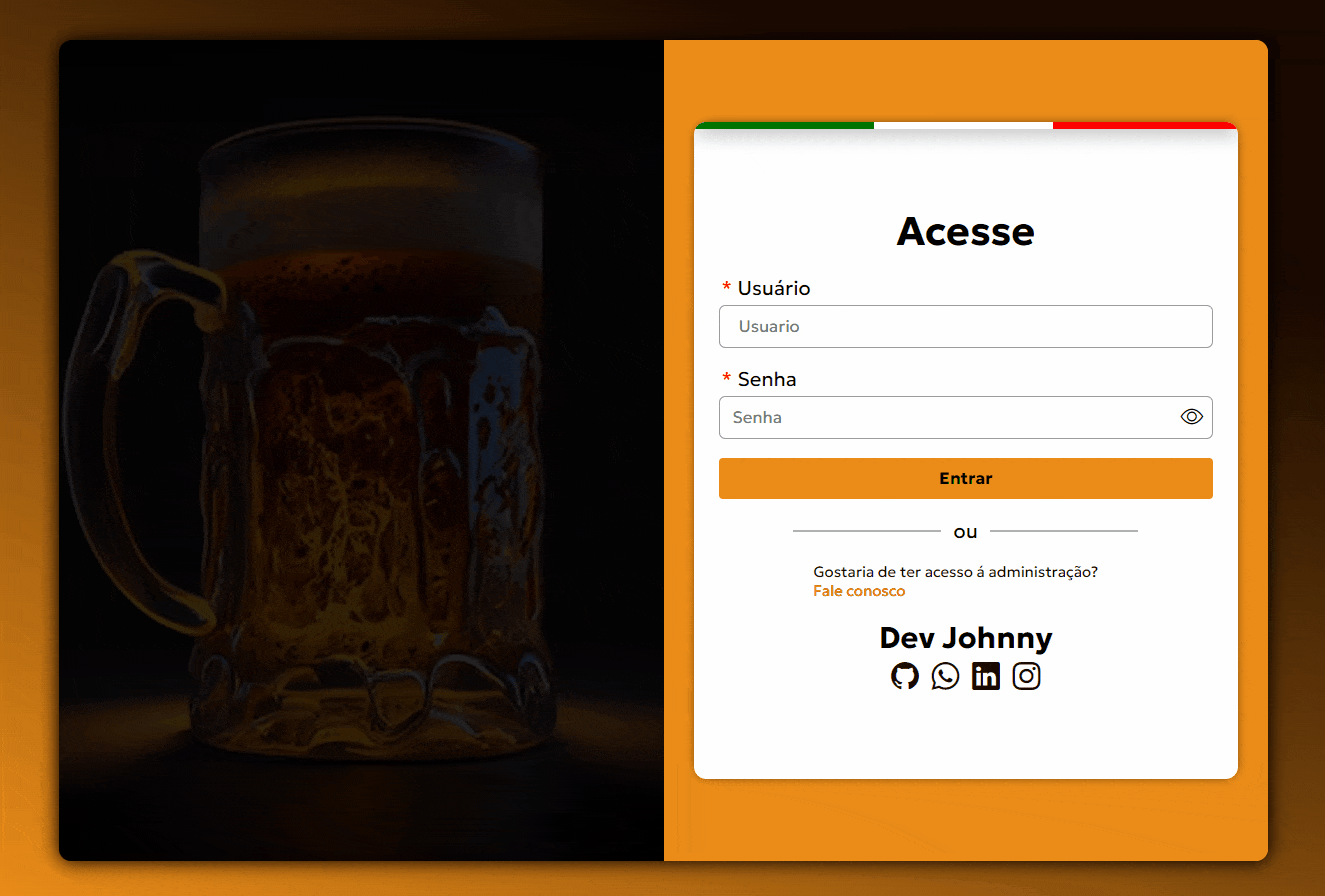 Acesse
* Usuário
Usuario
* Senha
Senha
Entrar
ou
Gostaria de ter acesso á administração?
Fale conosco
Dev Johnny